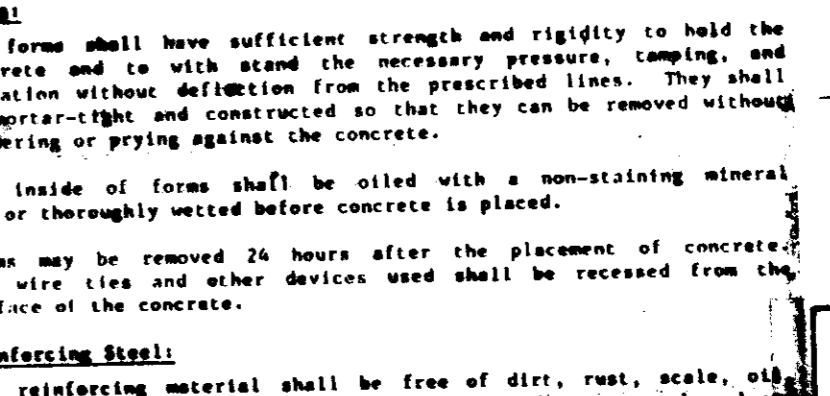 forms shall have sufficient strength and rigidity to hold the
rete and to with stand the necessary pressure, tamping, and
ation without deflection from the prescribed lines. They shall
mortar-tight and constructed so that they can be removed without
ering or prying against the concrete.
inside of forms shall be oiled with a non-staining mineral
or thoroughly wetted before concrete is placed.
ms may be removed 24 hours after the placement of concrete.
wire ties and other devices used shall be recessed from the
face of the concrete.
nforcing Steel:
reinforcing material shall be free of dirt, rust, scale, oil,